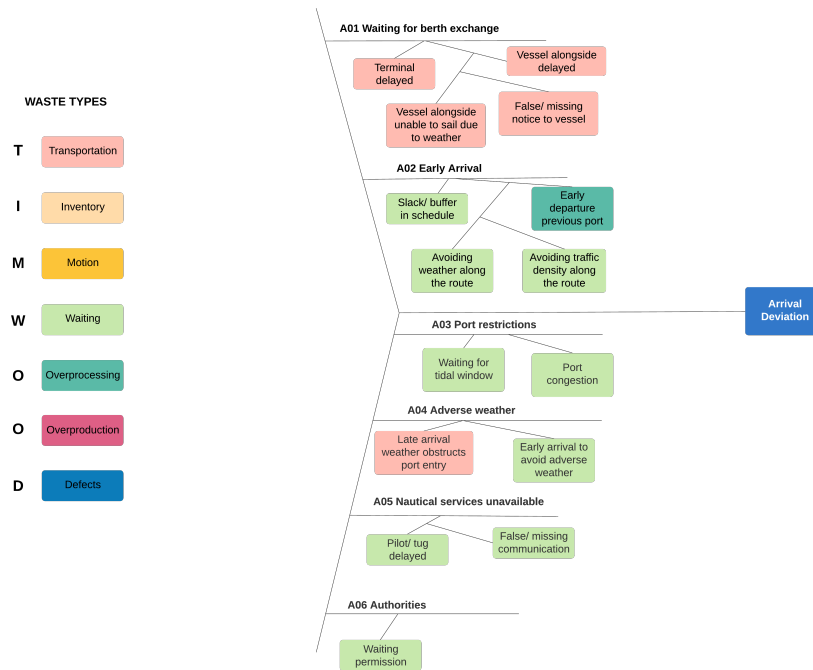 WASTE TYPES
T
Transportation
I
Inventory
M
Motion
W
Waiting
O
Overprocessing
O
Overproduction
D
Defects
A01 Waiting for berth exchange
Terminal
delayed
Vessel alongside
delayed
Vessel alongside
unable to sail due
to weather
False/ missing
notice to vessel
A02 Early Arrival
Slack/ buffer
in schedule
Early
departure
previous port
Avoiding
weather along
the route
Avoiding traffic
density along
the route
Arrival
Deviation
A03 Port restrictions
Waiting for
tidal window
Port
congestion
A04 Adverse weather
Late arrival
weather obstructs
port entry
Early arrival to
avoid adverse
weather
A05 Nautical services unavailable
Pilot/ tug
delayed
False/ missing
communication
A06 Authorities
Waiting
permission